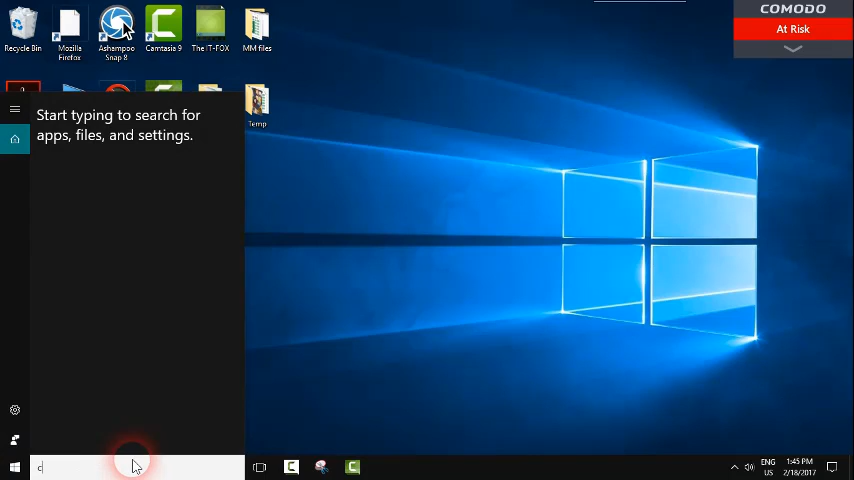 COMODO
At Risk
Recycle Bin
Mozilla
Firefox
Ashampoo
Snap 8
Camtasia 9
The IT-FOX
MM files
Temp
Start typing to search for
apps, files, and settings.
c
ENG
US
1:45 PM
2/18/2017